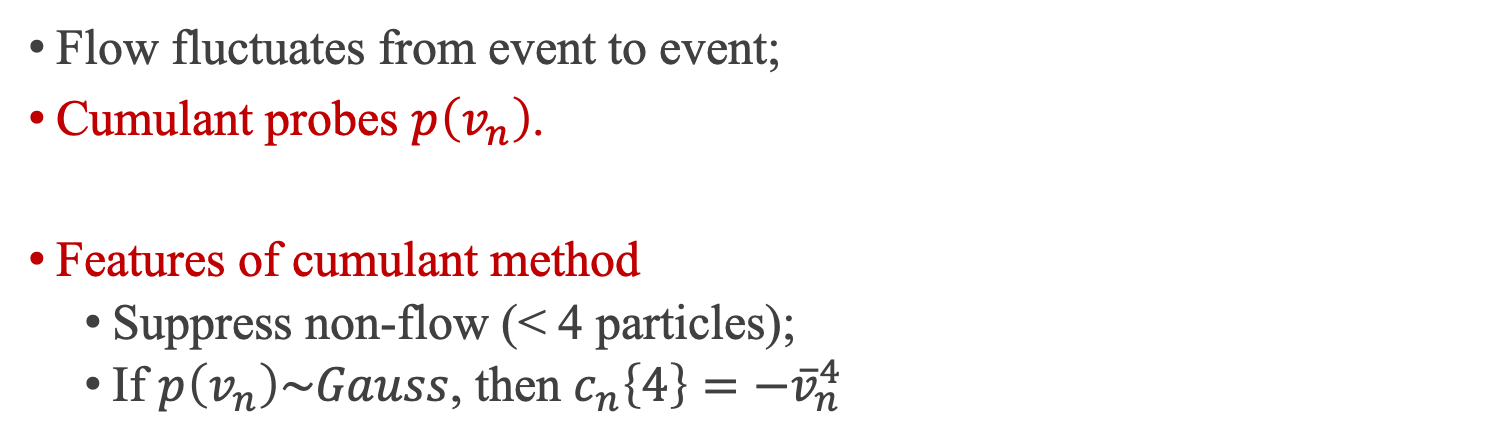 • Flow fluctuates from event to event;
• Cumulant probes p(vₙ).
• Features of cumulant method
• Suppress non-flow (< 4 particles);
• If p(vₙ)~Gauss, then cₙ{4} = −v̄ₙ⁴